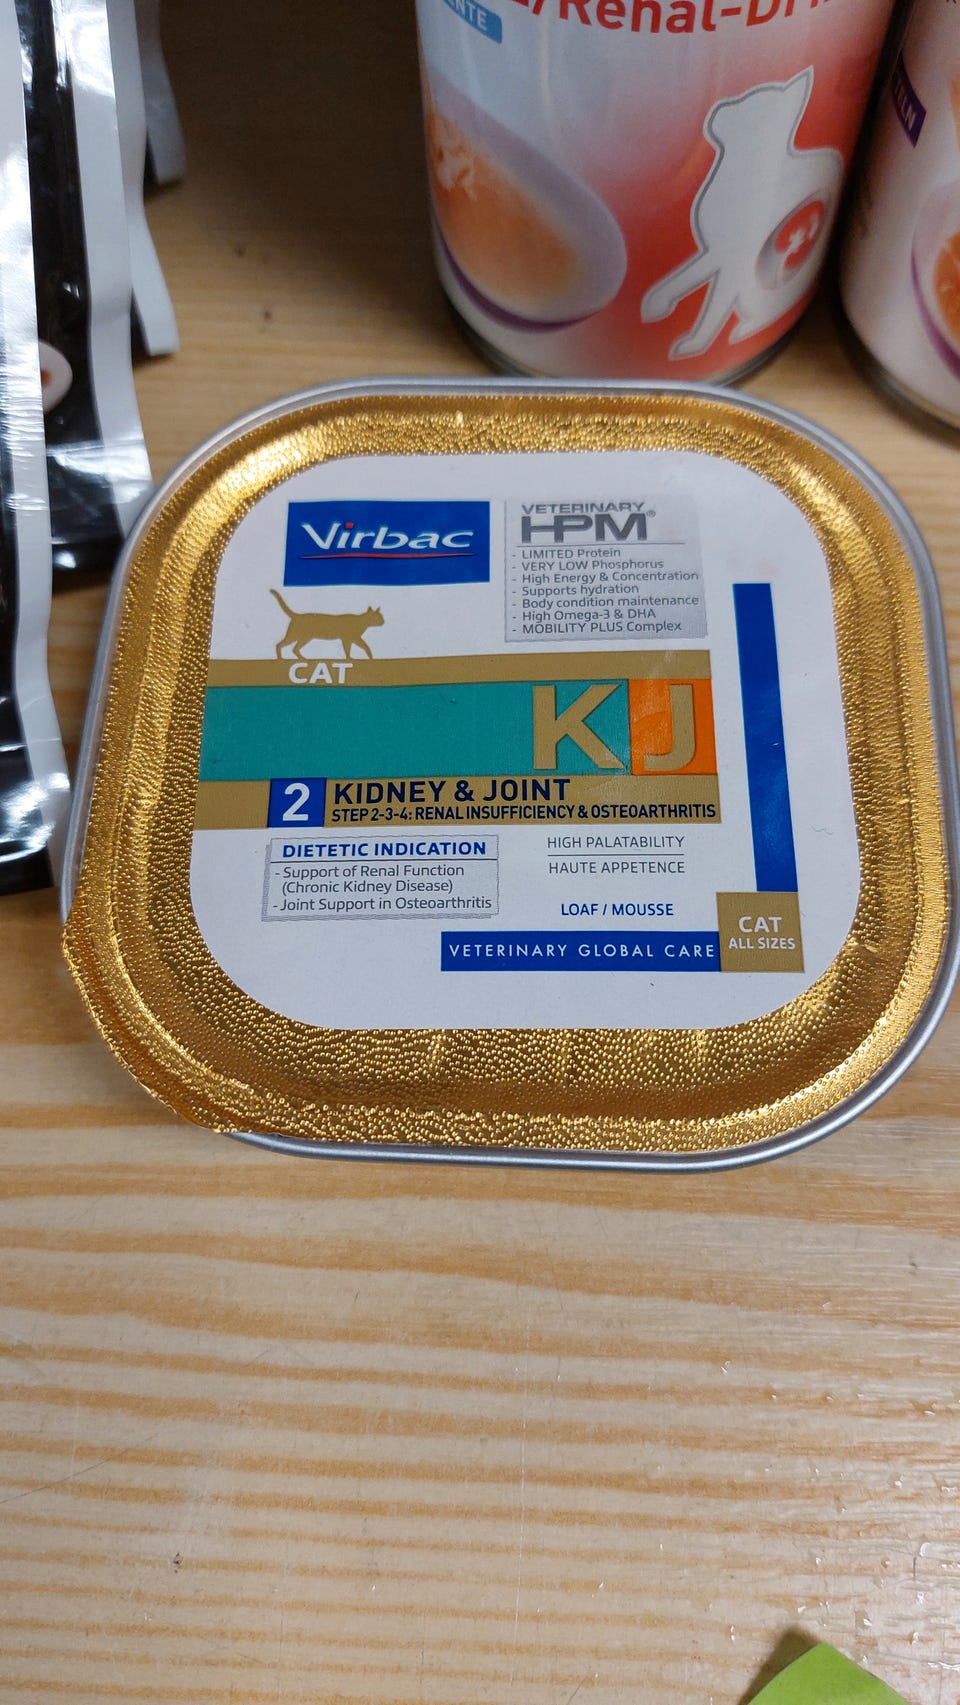 /Renal-D
ENTE
Virbac
VETERINARY
HPM®
- LIMITED Protein
- VERY LOW Phosphorus
- High Energy & Concentration
- Supports hydration
- Body condition maintenance
- High Omega-3 & DHA
- MOBILITY PLUS Complex
CAT
KJ
2 KIDNEY & JOINT
STEP 2-3-4: RENAL INSUFFICIENCY & OSTEOARTHRITIS
DIETETIC INDICATION
- Support of Renal Function
(Chronic Kidney Disease)
- Joint Support in Osteoarthritis
HIGH PALATABILITY
HAUTE APPETENCE
LOAF / MOUSSE
VETERINARY GLOBAL CARE
CAT
ALL SIZES